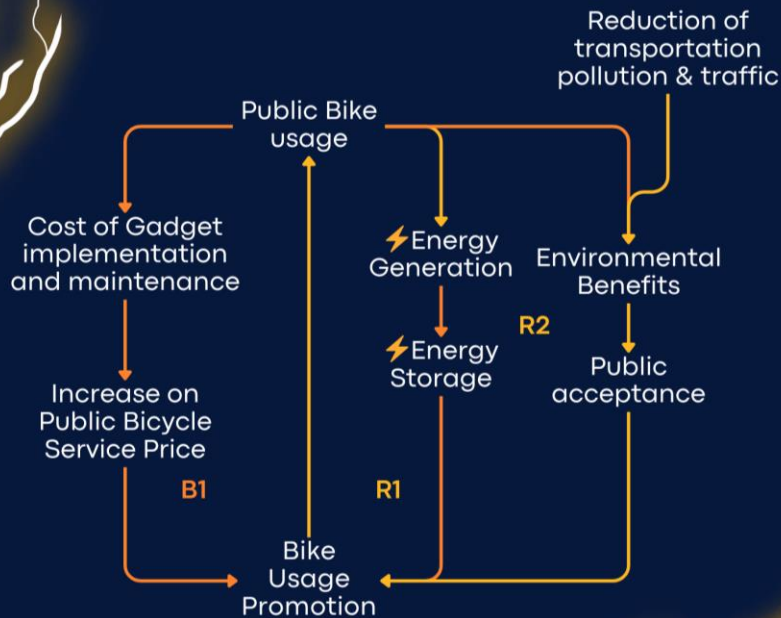 Reduction of
transportation
pollution & traffic
Public Bike
usage
Cost of Gadget
implementation
and maintenance
⚡Energy
Generation
Environmental
Benefits
R2
⚡Energy
Storage
Public
acceptance
Increase on
Public Bicycle
Service Price
B1
R1
Bike
Usage
Promotion